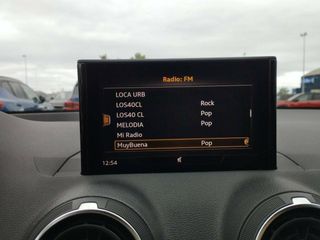 Radio: FM
LOCA URB
LOS40CL Rock
LOS40 CL Pop
MELODIA Pop
Mi Radio
MuyBuena Pop
12:54